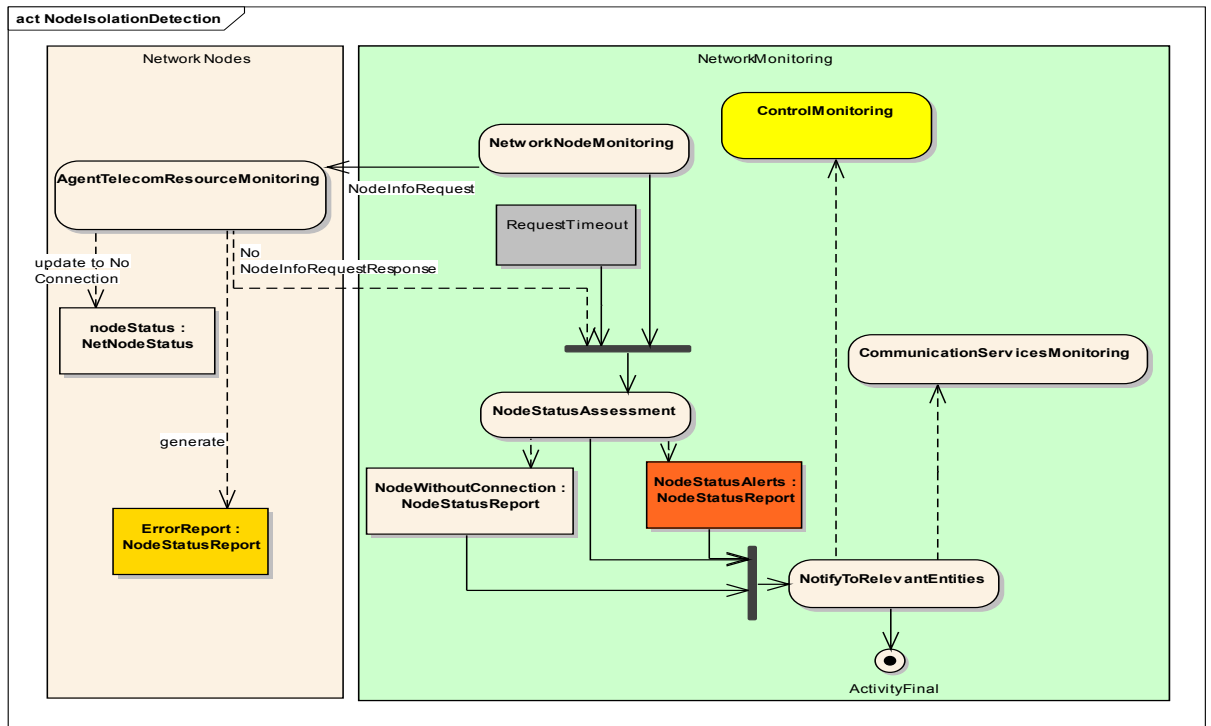 act NodeIsolationDetection
Network Nodes
NetworkMonitoring
ControlMonitoring
NetworkNodeMonitoring
AgentTelecomResourceMonitoring
NodeInfoRequest
RequestTimeout
No
NodeInfoRequestResponse
update to No
Connection
nodeStatus :
NetNodeStatus
CommunicationServicesMonitoring
NodeStatusAssessment
generate
NodeWithoutConnection :
NodeStatusReport
NodeStatusAlerts :
NodeStatusReport
ErrorReport :
NodeStatusReport
NotifyToRelevantEntities
ActivityFinal